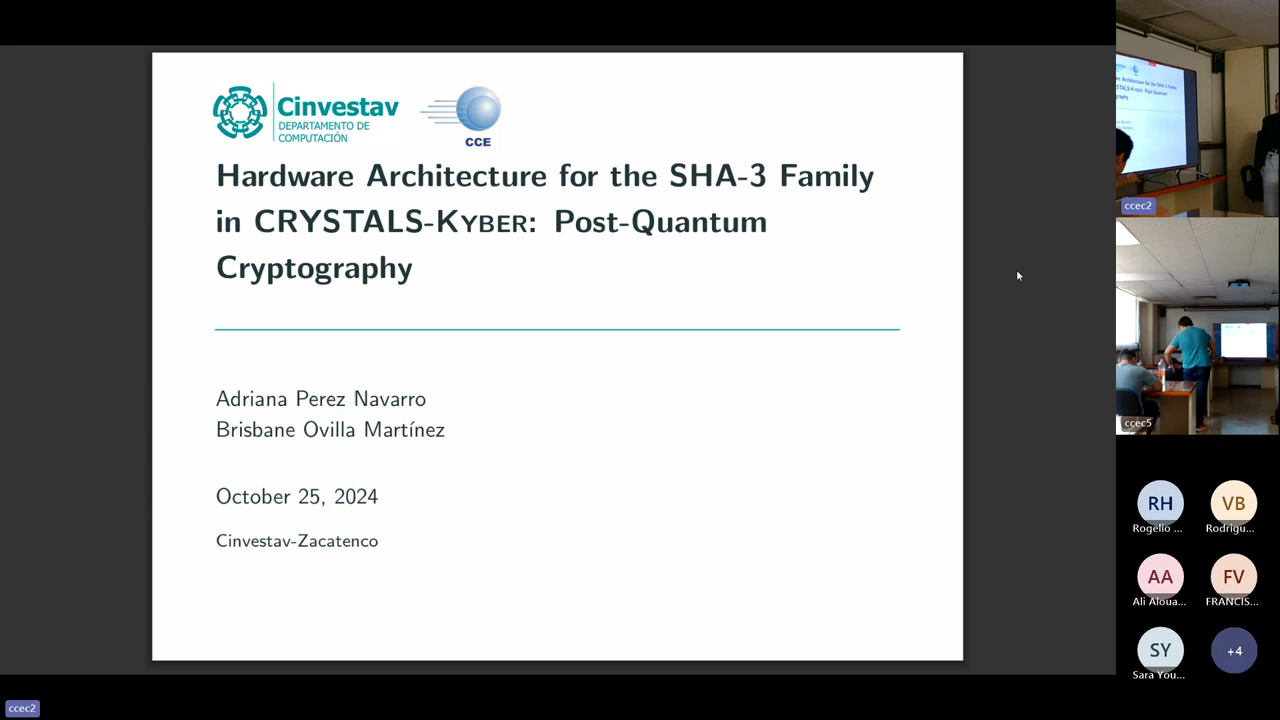 Cinvestav
DEPARTAMENTO DE
COMPUTACIÓN
CCE
Hardware Architecture for the SHA-3 Family
in CRYSTALS-KYBER: Post-Quantum
Cryptography
Adriana Perez Navarro
Brisbane Ovilla Martínez
October 25, 2024
Cinvestav-Zacatenco
ccec2
ccec5
RH
Rogelio ...
VB
Rodrigu...
AA
Ali Aloua...
FV
FRANCIS...
SY
Sara You...
+4
ccec2